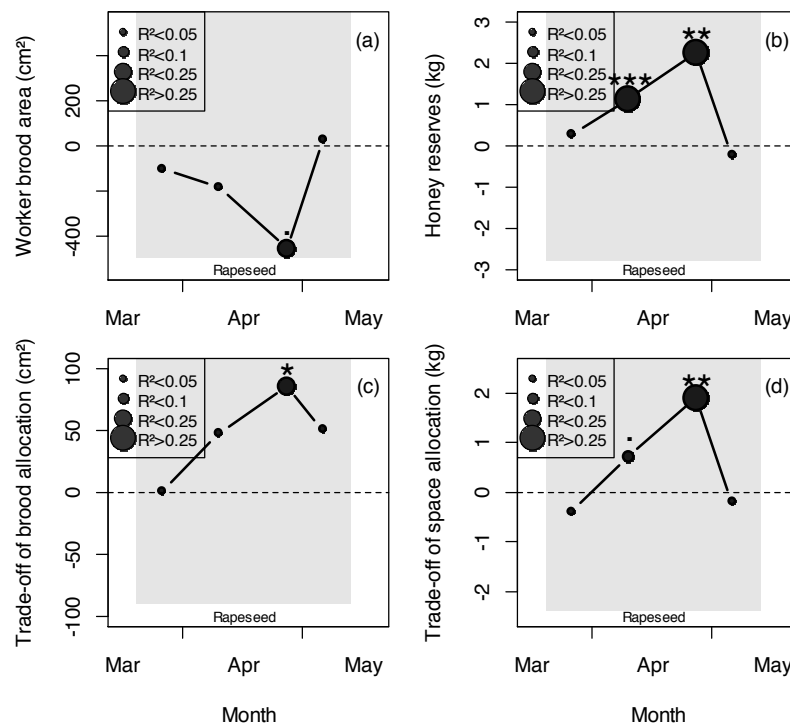 Worker brood area (cm²)
-400
0
200
R²<0.05
R²<0.1
R²<0.25
R²>0.25
(a)
.
Rapeseed
Mar
Apr
May
Honey reserves (kg)
-3
-2
-1
0
1
2
3
R²<0.05
R²<0.1
R²<0.25
R²>0.25
(b)
***
**
Rapeseed
Mar
Apr
May
Trade-off of brood allocation (cm²)
-100
-50
0
50
100
R²<0.05
R²<0.1
R²<0.25
R²>0.25
(c)
*
Rapeseed
Mar
Apr
May
Month
Trade-off of space allocation (kg)
-2
-1
0
1
2
R²<0.05
R²<0.1
R²<0.25
R²>0.25
(d)
.
**
Rapeseed
Mar
Apr
May
Month